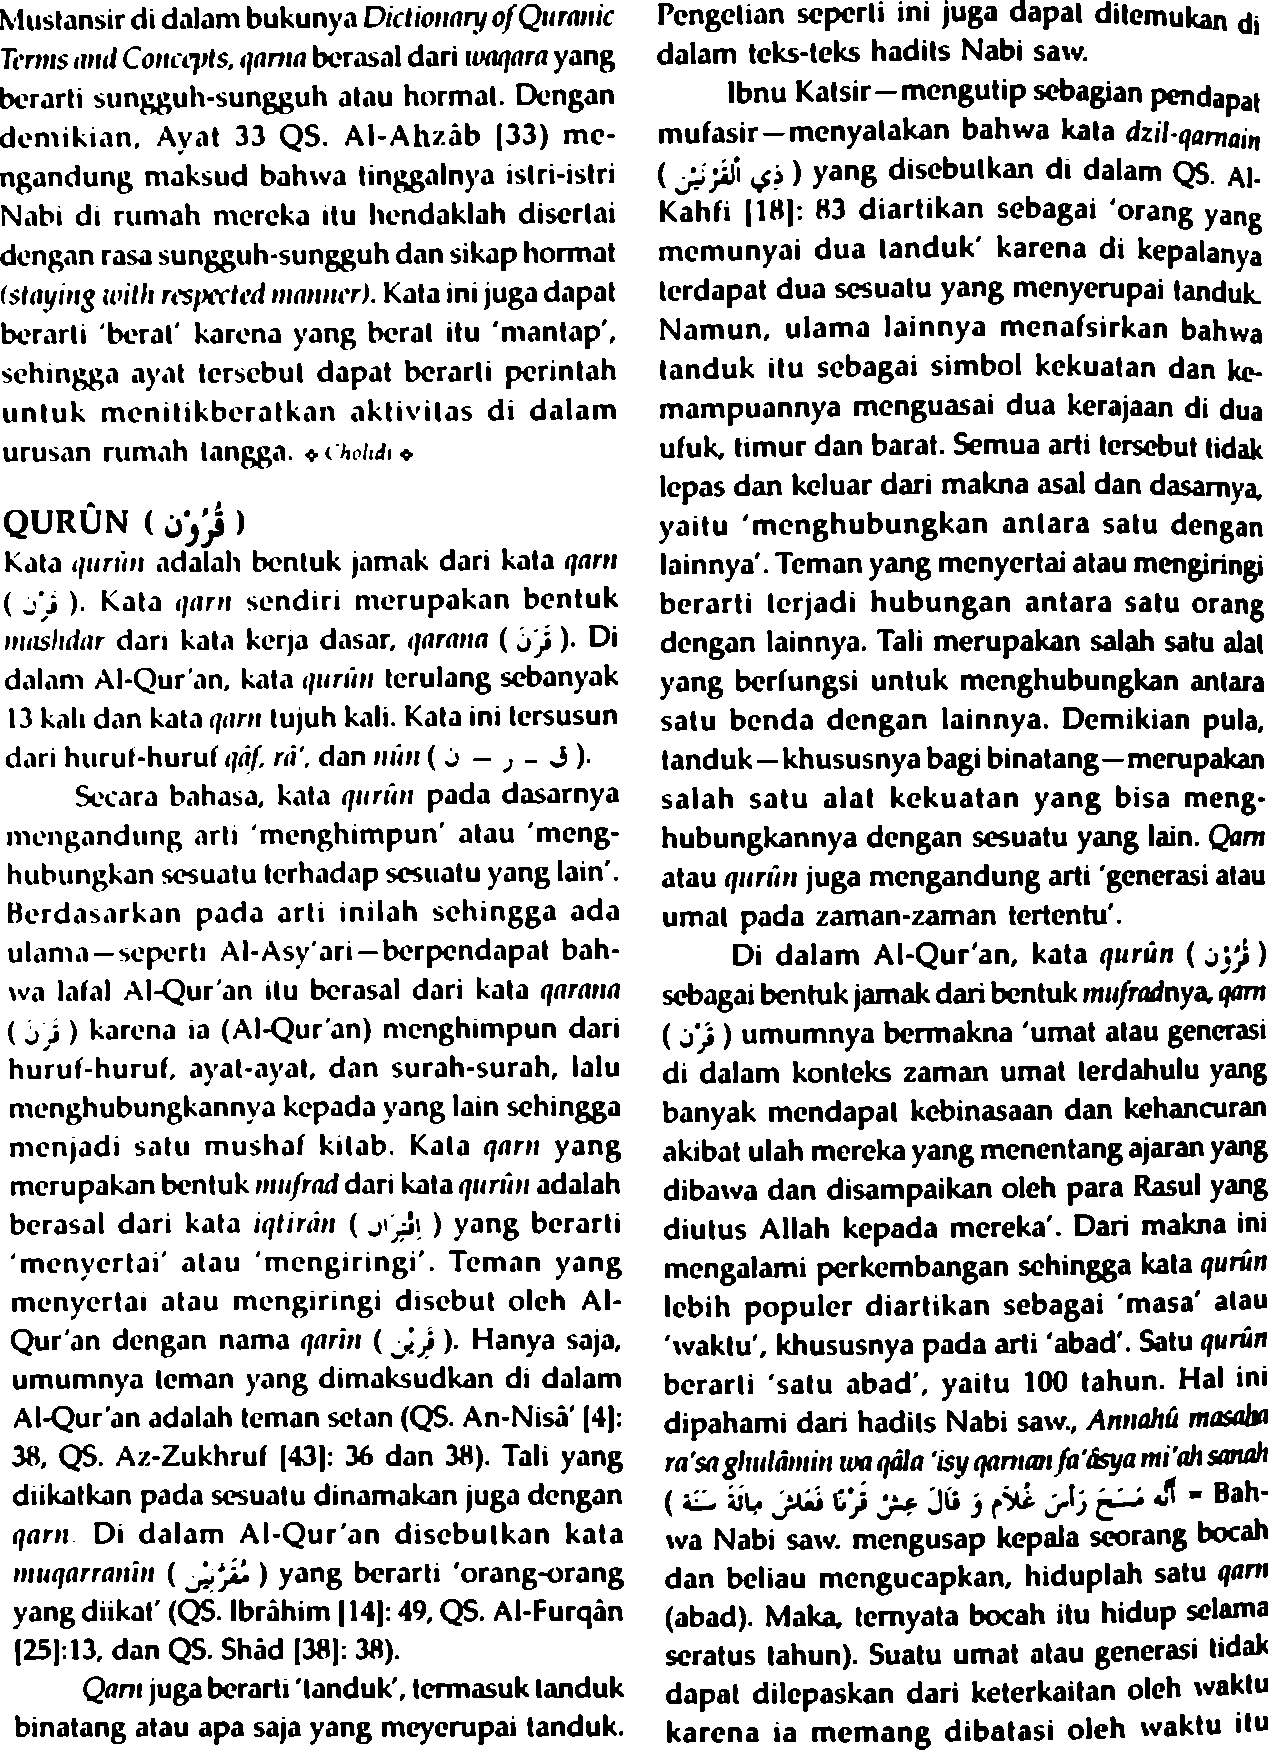 Mustansir di dalam bukunya Dictionary of Quranic
Terms and Concepts, qarna berasal dari waqara yang
berarti sungguh-sungguh atau hormat. Dengan
demikian, Ayat 33 QS. Al-Ahzâb [33) me-
ngandung maksud bahwa tinggalnya istri-istri
Nabi di rumah mereka itu hendaklah disertai
dengan rasa sungguh-sungguh dan sikap hormat
(staying with respected manner). Kata ini juga dapat
berarti 'berat' karena yang berat itu 'mantap',
sehingga ayat tersebut dapat berarti perintah
untuk menitikberatkan aktivitas di dalam
urusan rumah tangga. ❖ Cholidi ❖
QURÛN ( قُرُوْن )
Kata qurûn adalah bentuk jamak dari kata qarn
( قَرْن ). Kata qarn sendiri merupakan bentuk
mashdar dari kata kerja dasar, qarana ( قَرَنَ ). Di
dalam Al-Qur'an, kata qurûn terulang sebanyak
13 kali dan kata qarn tujuh kali. Kata ini tersusun
dari huruf-huruf qâf, râ', dan nûn ( ق – ر – ن ).
Secara bahasa, kata qurûn pada dasarnya
mengandung arti 'menghimpun' atau 'meng-
hubungkan sesuatu terhadap sesuatu yang lain'.
Berdasarkan pada arti inilah sehingga ada
ulama—seperti Al-Asy'ari—berpendapat bah-
wa lafal Al-Qur'an itu berasal dari kata qarana
( قَرَنَ ) karena ia (Al-Qur'an) menghimpun dari
huruf-huruf, ayat-ayat, dan surah-surah, lalu
menghubungkannya kepada yang lain sehingga
menjadi satu mushaf kitab. Kata qarn yang
merupakan bentuk mufrad dari kata qurûn adalah
berasal dari kata iqtirân ( اِقْتِرَان ) yang berarti
'menyertai' atau 'mengiringi'. Teman yang
menyertai atau mengiringi disebut oleh Al-
Qur'an dengan nama qarîn ( قَرِيْن ). Hanya saja,
umumnya teman yang dimaksudkan di dalam
Al-Qur'an adalah teman setan (QS. An-Nisâ' [4]:
38, QS. Az-Zukhruf [43]: 36 dan 38). Tali yang
diikatkan pada sesuatu dinamakan juga dengan
qarn. Di dalam Al-Qur'an disebutkan kata
muqarranîn ( مُقَرَّنِيْن ) yang berarti 'orang-orang
yang diikat' (QS. Ibrâhim [14]: 49, QS. Al-Furqân
[25]:13, dan QS. Shâd [38]: 38).
Qarn juga berarti 'tanduk', termasuk tanduk
binatang atau apa saja yang meyerupai tanduk.
Pengetian seperti ini juga dapat ditemukan di
dalam teks-teks hadits Nabi saw.
Ibnu Katsir—mengutip sebagian pendapat
mufasir—menyatakan bahwa kata dzil-qarnain
( ذِي الْقَرْنَيْن ) yang disebutkan di dalam QS. Al-
Kahfi [18]: 83 diartikan sebagai 'orang yang
memunyai dua tanduk' karena di kepalanya
terdapat dua sesuatu yang menyerupai tanduk.
Namun, ulama lainnya menafsirkan bahwa
tanduk itu sebagai simbol kekuatan dan ke-
mampuannya menguasai dua kerajaan di dua
ufuk, timur dan barat. Semua arti tersebut tidak
lepas dan keluar dari makna asal dan dasarnya,
yaitu 'menghubungkan antara satu dengan
lainnya'. Teman yang menyertai atau mengiringi
berarti terjadi hubungan antara satu orang
dengan lainnya. Tali merupakan salah satu alat
yang berfungsi untuk menghubungkan antara
satu benda dengan lainnya. Demikian pula,
tanduk—khususnya bagi binatang—merupakan
salah satu alat kekuatan yang bisa meng-
hubungkannya dengan sesuatu yang lain. Qarn
atau qurûn juga mengandung arti 'generasi atau
umat pada zaman-zaman tertentu'.
Di dalam Al-Qur'an, kata qurûn ( قُرُوْن )
sebagai bentuk jamak dari bentuk mufradnya, qarn
( قَرْن ) umumnya bermakna 'umat atau generasi
di dalam konteks zaman umat terdahulu yang
banyak mendapat kebinasaan dan kehancuran
akibat ulah mereka yang menentang ajaran yang
dibawa dan disampaikan oleh para Rasul yang
diutus Allah kepada mereka'. Dari makna ini
mengalami perkembangan sehingga kata qurûn
lebih populer diartikan sebagai 'masa' atau
'waktu', khususnya pada arti 'abad'. Satu qurûn
berarti 'satu abad', yaitu 100 tahun. Hal ini
dipahami dari hadits Nabi saw., Annahû masaha
ra'sa ghulâmin wa qâla 'isy qarnan fa'âsya mi'ah sanah
( أَنَّهُ مَسَحَ رَأْسَ غُلَامٍ وَ قَالَ عِشْ قَرْنًا فَعَاشَ مِائَةَ سَنَةً = Bah-
wa Nabi saw. mengusap kepala seorang bocah
dan beliau mengucapkan, hiduplah satu qarn
(abad). Maka, ternyata bocah itu hidup selama
seratus tahun). Suatu umat atau generasi tidak
dapat dilepaskan dari keterkaitan oleh waktu
karena ia memang dibatasi oleh waktu itu